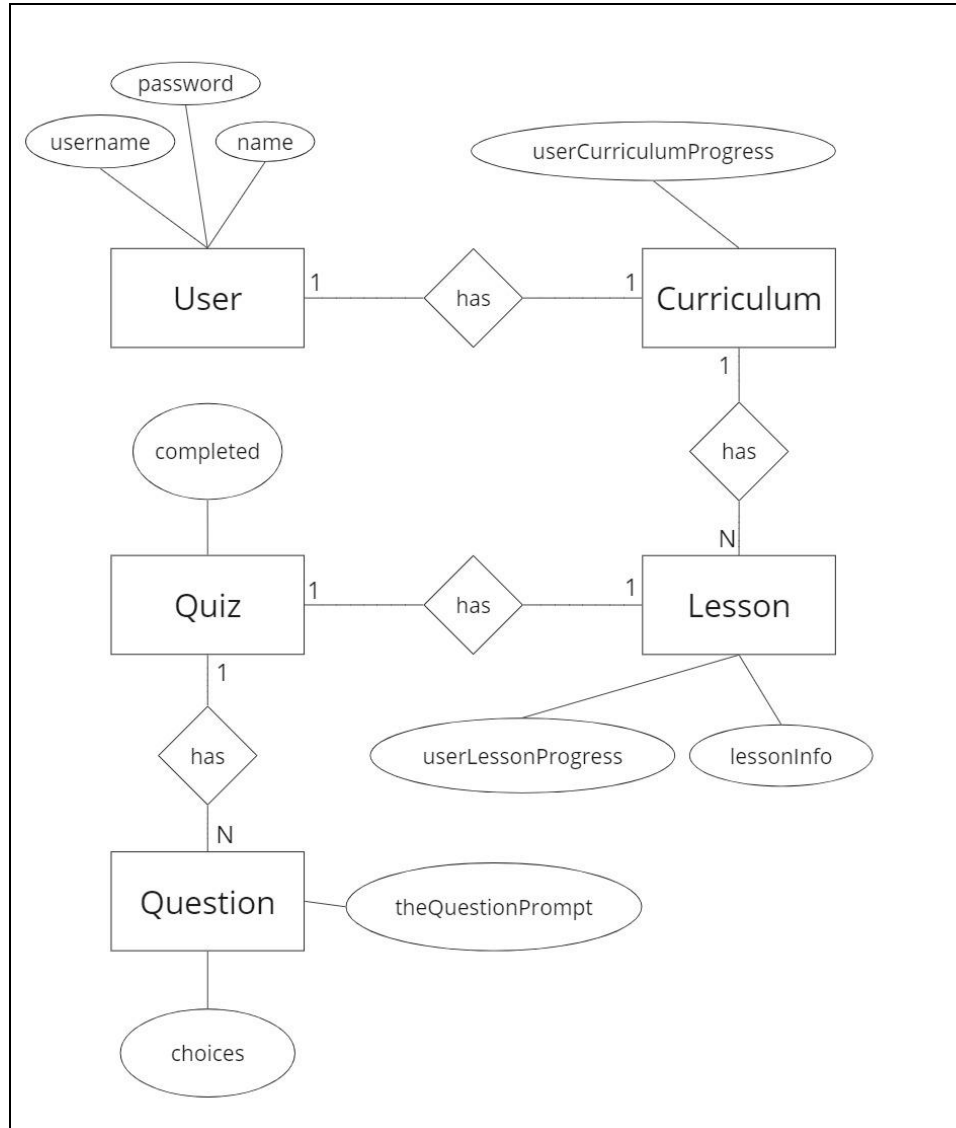 password
username
name
userCurriculumProgress
User
1
has
1
Curriculum
1
completed
has
N
Quiz
1
has
1
Lesson
1
has
userLessonProgress
lessonInfo
N
Question
theQuestionPrompt
choices